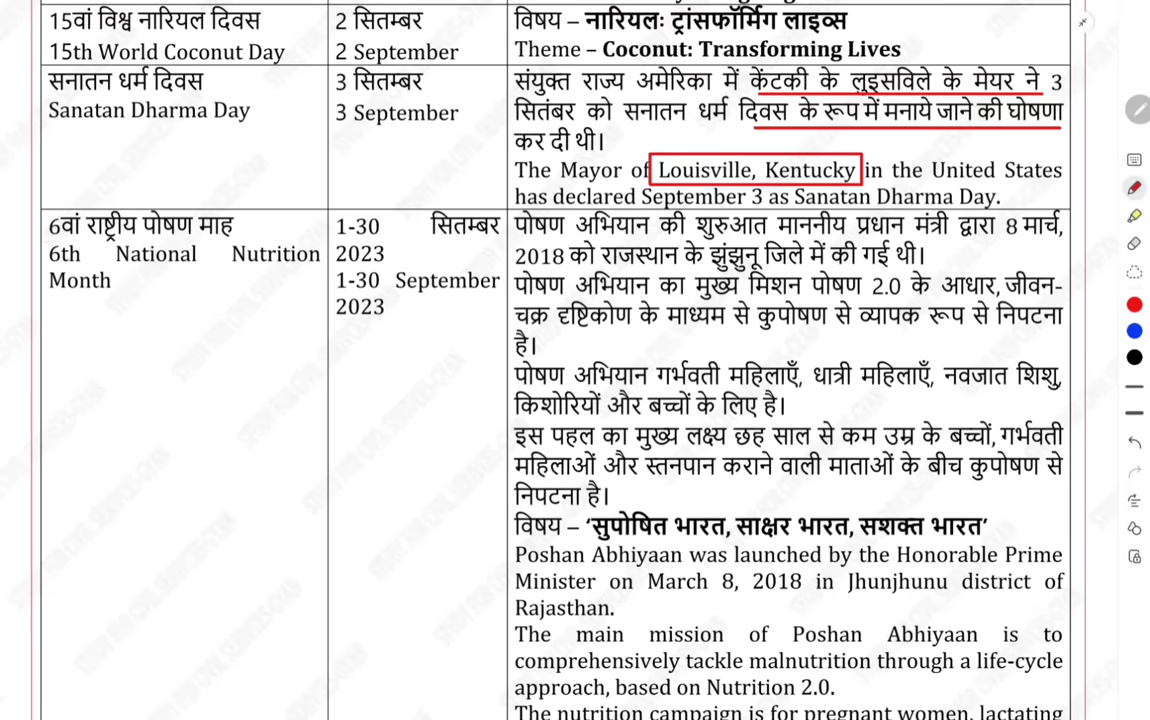 15वां विश्व नारियल दिवस
15th World Coconut Day
2 सितम्बर
2 September
विषय – नारियलः ट्रांसफॉर्मिंग लाइव्स
Theme – Coconut: Transforming Lives
सनातन धर्म दिवस
Sanatan Dharma Day
3 सितम्बर
3 September
संयुक्त राज्य अमेरिका में केंटकी के लुइसविले के मेयर ने 3
सितंबर को सनातन धर्म दिवस के रूप में मनाये जाने की घोषणा
कर दी थी।
The Mayor of Louisville, Kentucky in the United States
has declared September 3 as Sanatan Dharma Day.
6वां राष्ट्रीय पोषण माह
6th National Nutrition
Month
1-30 सितम्बर
2023
1-30 September
2023
पोषण अभियान की शुरुआत माननीय प्रधान मंत्री द्वारा 8 मार्च,
2018 को राजस्थान के झुंझुनू जिले में की गई थी।
पोषण अभियान का मुख्य मिशन पोषण 2.0 के आधार, जीवन-
चक्र दृष्टिकोण के माध्यम से कुपोषण से व्यापक रूप से निपटना
है।
पोषण अभियान गर्भवती महिलाएँ, धात्री महिलाएँ, नवजात शिशु,
किशोरियों और बच्चों के लिए है।
इस पहल का मुख्य लक्ष्य छह साल से कम उम्र के बच्चों, गर्भवती
महिलाओं और स्तनपान कराने वाली माताओं के बीच कुपोषण से
निपटना है।
विषय – ‘सुपोषित भारत, साक्षर भारत, सशक्त भारत’
Poshan Abhiyaan was launched by the Honorable Prime
Minister on March 8, 2018 in Jhunjhunu district of
Rajasthan.
The main mission of Poshan Abhiyaan is to
comprehensively tackle malnutrition through a life-cycle
approach, based on Nutrition 2.0.
The nutrition campaign is for pregnant women, lactating